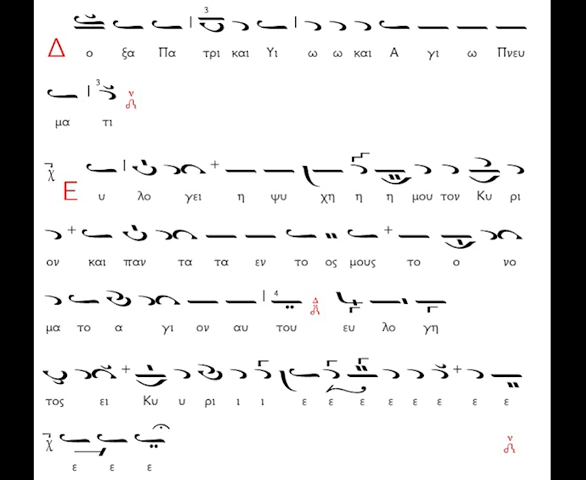 Δ ο ξα Πα τρι και Υι ω ω και Α γι ω Πνευ
μα τι
Ε υ λο γει η ψυ χη η η μου τον Κυ ρι
ον και παν τα τα εν το ος μους το ο νο
μα το α γι ον αυ του ευ λο γη
τος ει Κυ υ ρι ι ι ε ε ε ε ε ε ε ε
ε ε ε